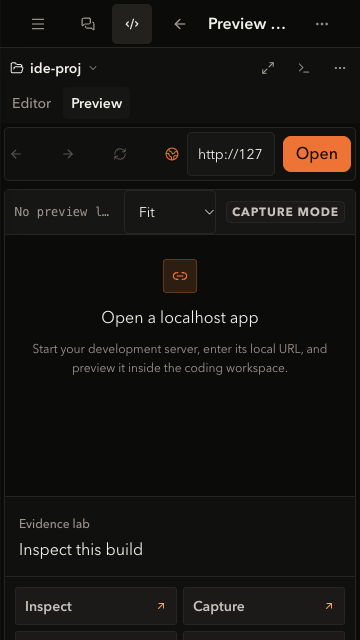 Preview ...
ide-proj
Editor
Preview
http://127
Open
No preview l…
Fit
CAPTURE MODE
Open a localhost app
Start your development server, enter its local URL, and
preview it inside the coding workspace.
Evidence lab
Inspect this build
Inspect
Capture